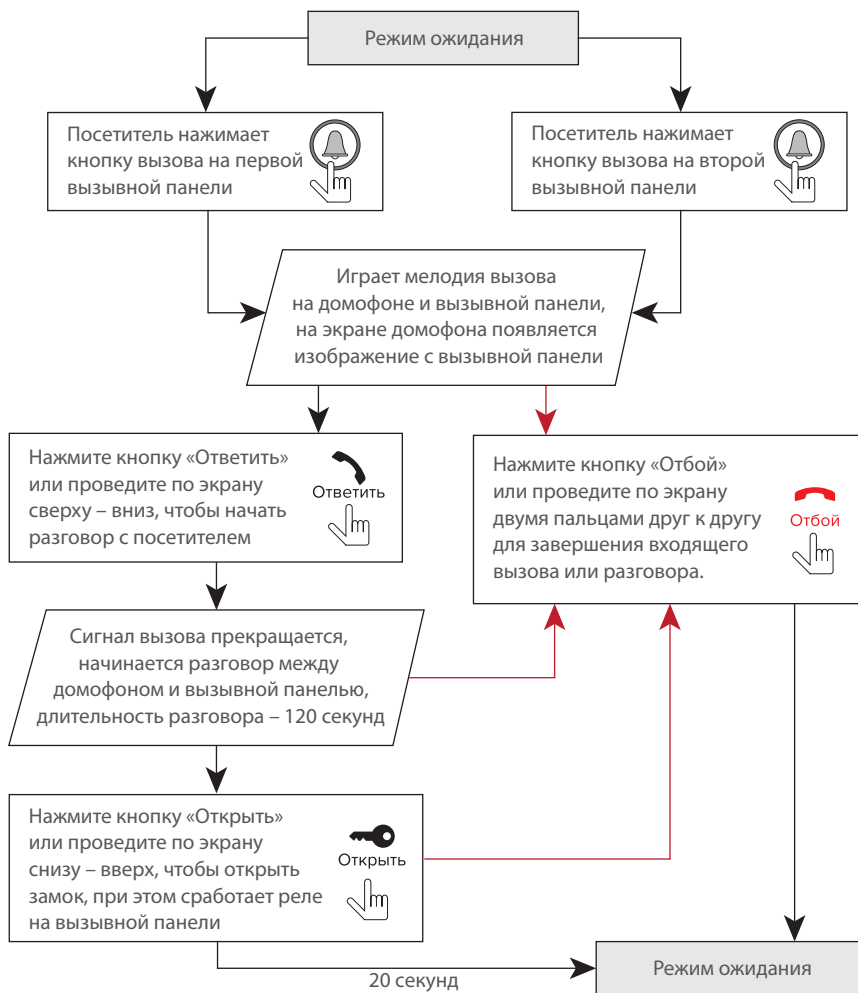 Режим ожидания
Посетитель нажимает
кнопку вызова на первой
вызывной панели
Посетитель нажимает
кнопку вызова на второй
вызывной панели
Играет мелодия вызова
на домофоне и вызывной панели,
на экране домофона появляется
изображение с вызывной панели
Нажмите кнопку «Ответить»
или проведите по экрану
сверху – вниз, чтобы начать
разговор с посетителем
Ответить
Нажмите кнопку «Отбой»
или проведите по экрану
двумя пальцами друг к другу
для завершения входящего
вызова или разговора.
Отбой
Сигнал вызова прекращается,
начинается разговор между
домофоном и вызывной панелью,
длительность разговора – 120 секунд
Нажмите кнопку «Открыть»
или проведите по экрану
снизу – вверх, чтобы открыть
замок, при этом сработает реле
на вызывной панели
Открыть
20 секунд
Режим ожидания